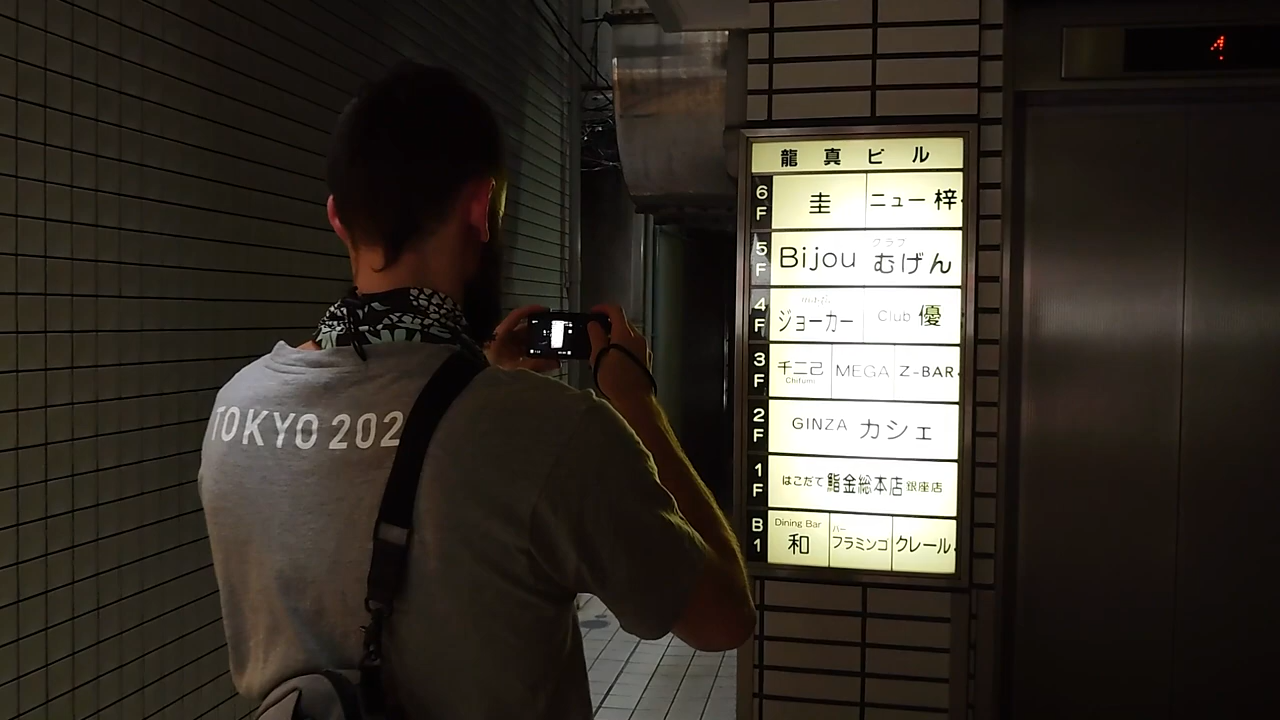 4
龍真ビル
6F 圭 ニュー梓
5F Bijou クラブ むげん
4F ジョーカー Club 優
3F 千二己 Chifumi MEGA Z-BAR
2F GINZA カシェ
1F はこだて 鮨金総本店 銀座店
B1 Dining Bar 和 バー フラミンゴ クレール
TOKYO 202